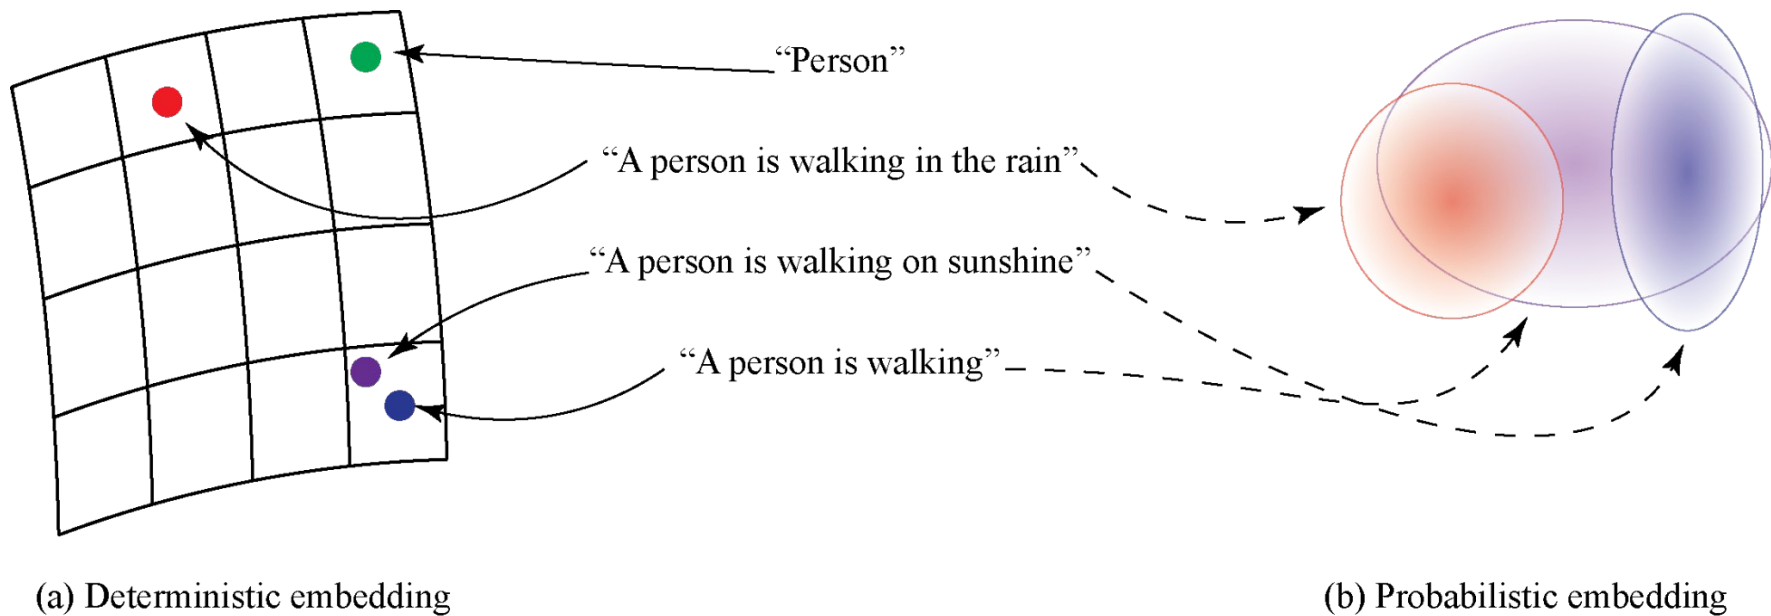 “Person”
“A person is walking in the rain”
“A person is walking on sunshine”
“A person is walking”
(a) Deterministic embedding
(b) Probabilistic embedding